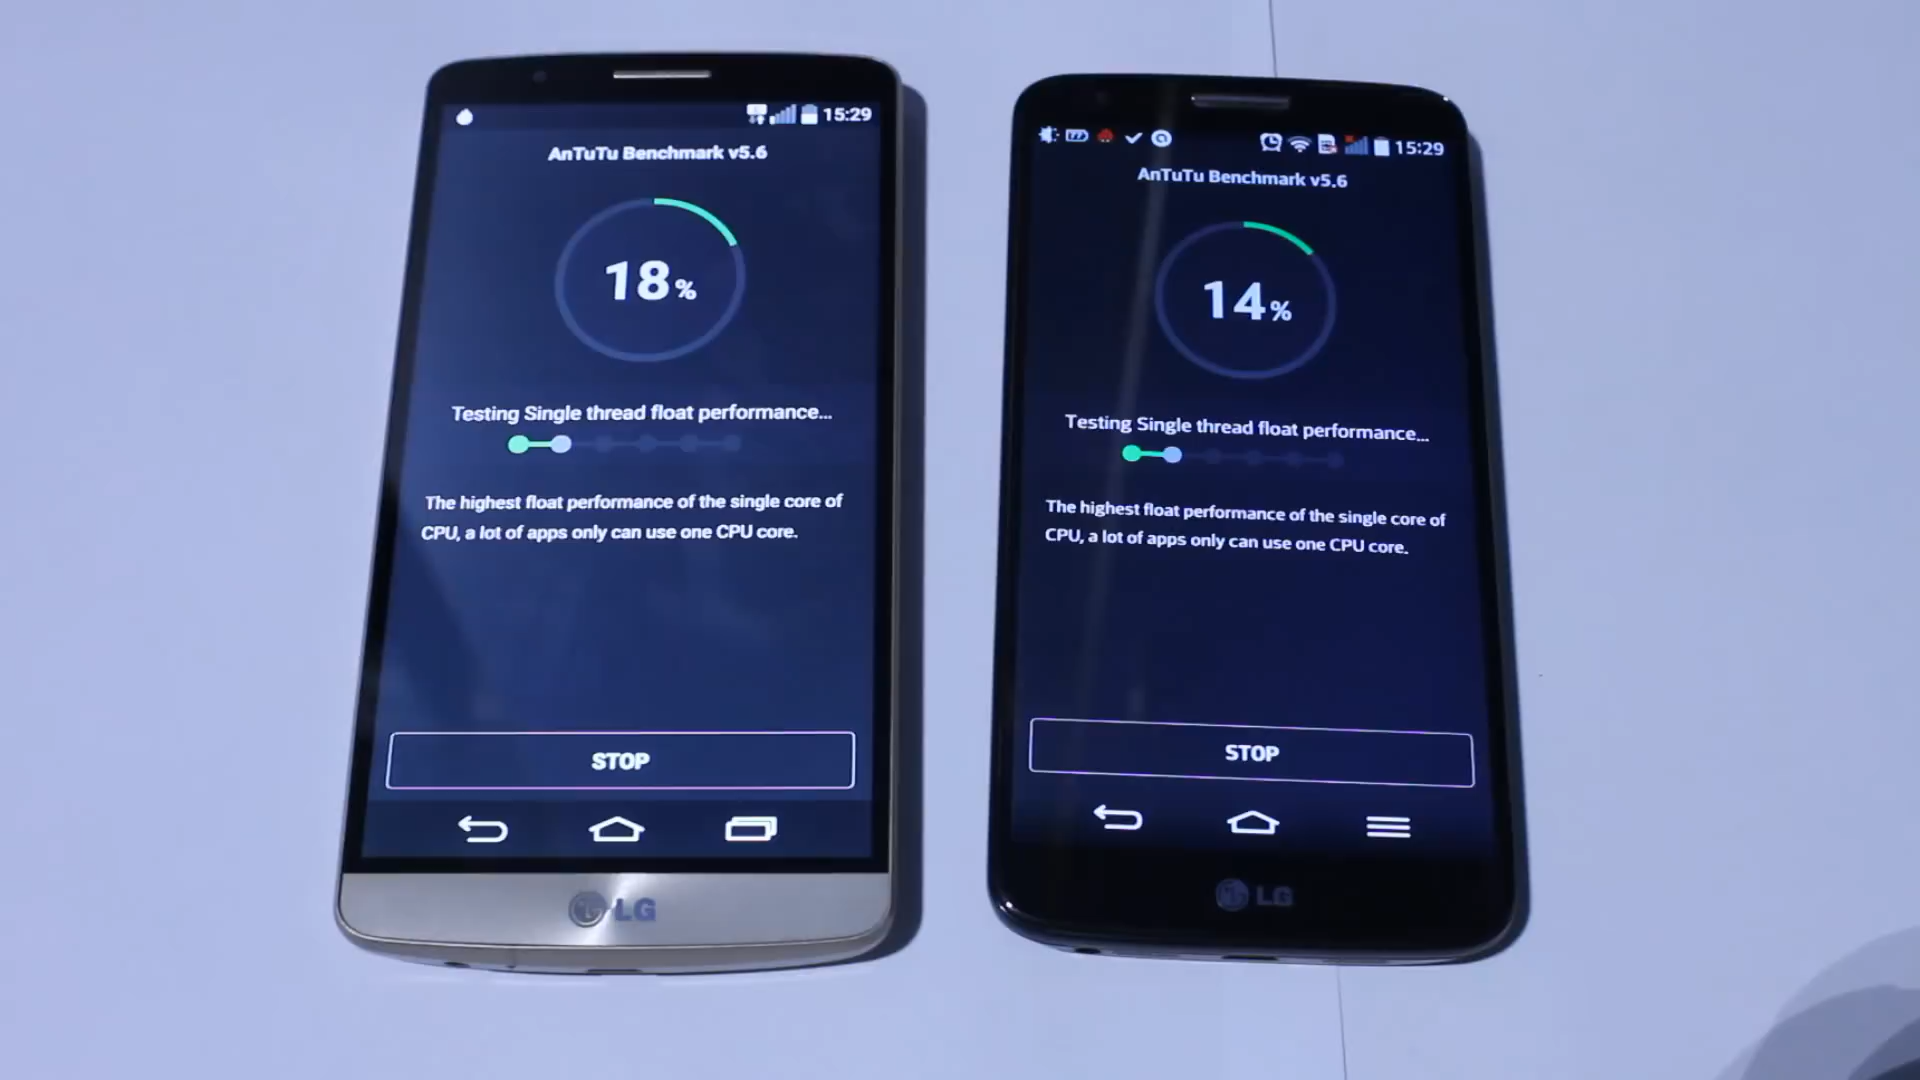 15:29
AnTuTu Benchmark v5.6
18%
Testing Single thread float performance...
The highest float performance of the single core of
CPU, a lot of apps only can use one CPU core.
STOP
LG
15:29
AnTuTu Benchmark v5.6
14%
Testing Single thread float performance...
The highest float performance of the single core of
CPU, a lot of apps only can use one CPU core.
STOP
LG